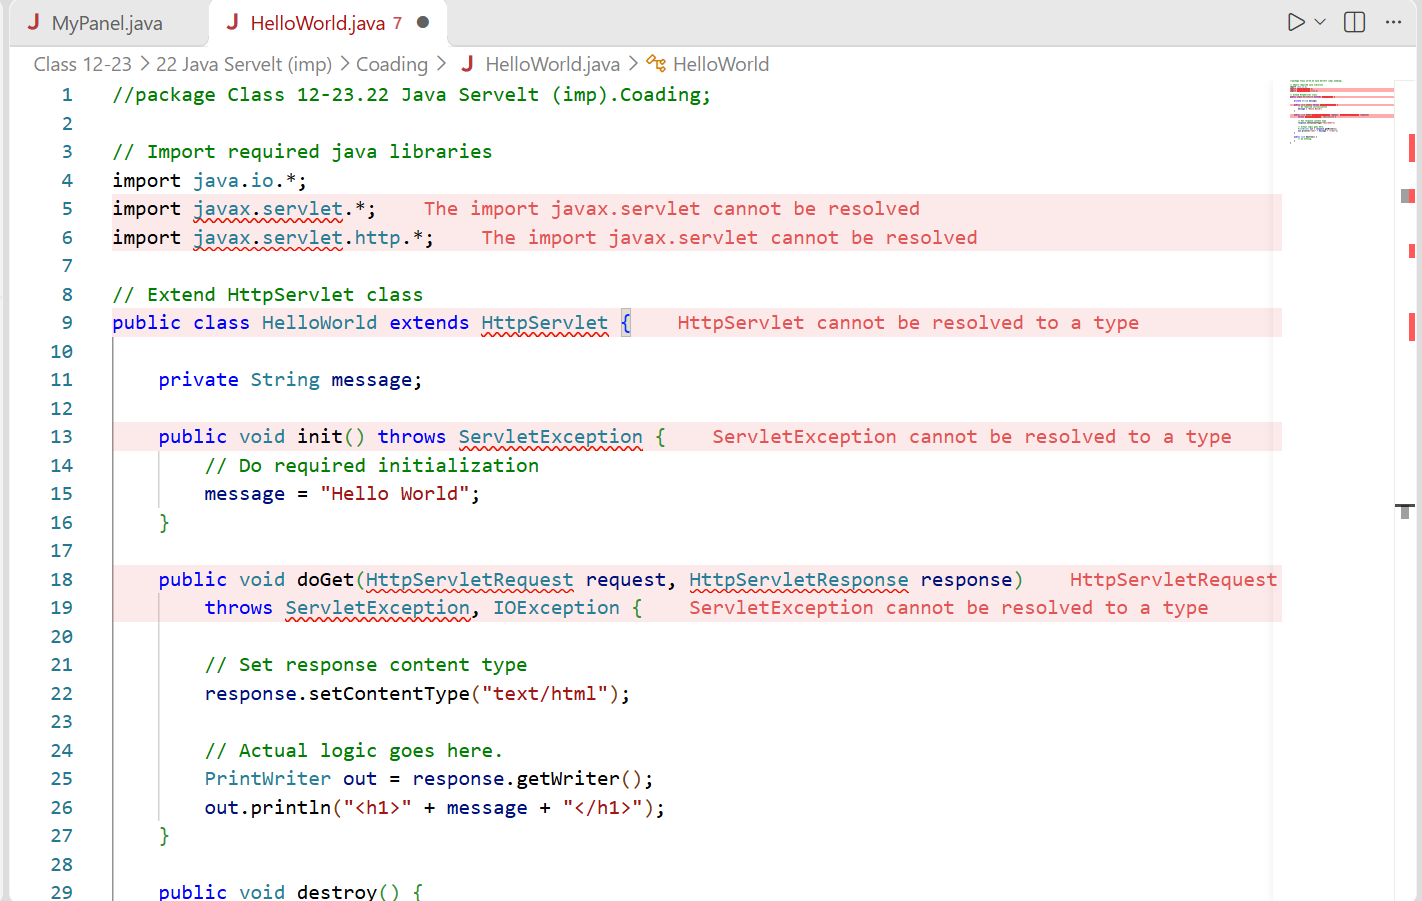 MyPanel.java HelloWorld.java 7
Class 12-23 > 22 Java Servelt (imp) > Coading > HelloWorld.java > HelloWorld
1 //package Class 12-23.22 Java Servelt (imp).Coading;
2
3 // Import required java libraries
4 import java.io.*;
5 import javax.servlet.*; The import javax.servlet cannot be resolved
6 import javax.servlet.http.*; The import javax.servlet cannot be resolved
7
8 // Extend HttpServlet class
9 public class HelloWorld extends HttpServlet { HttpServlet cannot be resolved to a type
10
11 private String message;
12
13 public void init() throws ServletException { ServletException cannot be resolved to a type
14 // Do required initialization
15 message = "Hello World";
16 }
17
18 public void doGet(HttpServletRequest request, HttpServletResponse response) HttpServletRequest
19 throws ServletException, IOException { ServletException cannot be resolved to a type
20
21 // Set response content type
22 response.setContentType("text/html");
23
24 // Actual logic goes here.
25 PrintWriter out = response.getWriter();
26 out.println("<h1>" + message + "</h1>");
27 }
28
29 public void destroy() {